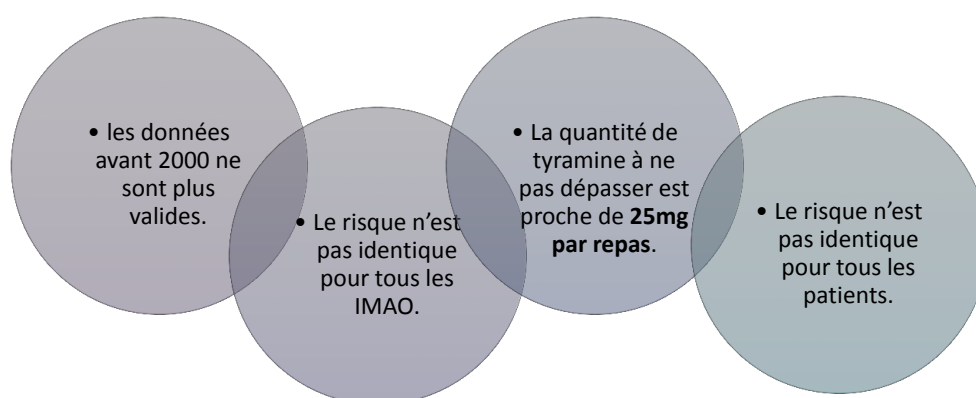 • les données
avant 2000 ne
sont plus
valides.
• Le risque n’est
pas identique
pour tous les
IMAO.
• La quantité de
tyramine à ne
pas dépasser est
proche de 25mg
par repas.
• Le risque n’est
pas identique
pour tous les
patients.